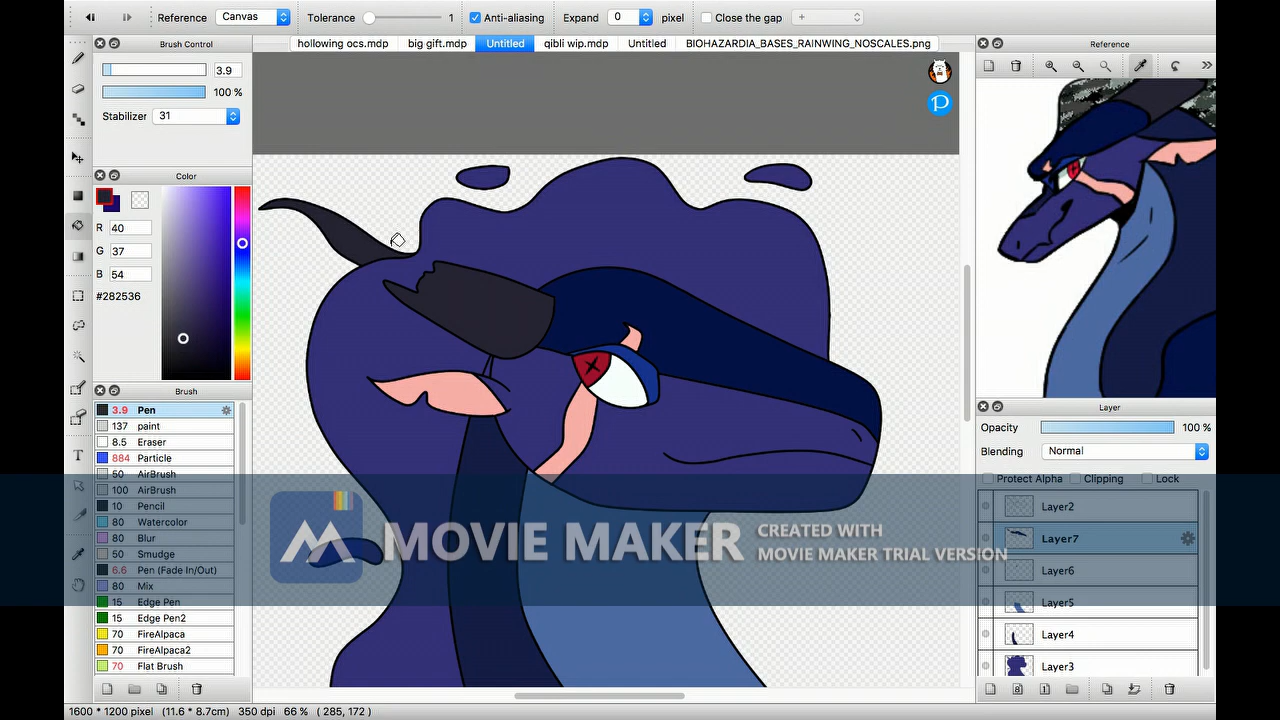 Reference Canvas Tolerance 1 Anti-aliasing Expand 0 pixel Close the gap +
Brush Control
hollowing ocs.mdp big gift.mdp Untitled qibli wip.mdp Untitled BIOHAZARDIA_BASES_RAINWING_NOSCALES.png
Reference
3.9
100 %
Stabilizer 31
Color
R 40
G 37
B 54
#282536
Brush
3.9 Pen
137 paint
8.5 Eraser
884 Particle
50 AirBrush
100 AirBrush
10 Pencil
80 Watercolor
80 Blur
50 Smudge
6.6 Pen (Fade In/Out)
80 Mix
15 Edge Pen
15 Edge Pen2
70 FireAlpaca
70 FireAlpaca2
70 Flat Brush
P
T
MOVIE MAKER
CREATED WITH
MOVIE MAKER TRIAL VERSION
Layer
Opacity 100 %
Blending Normal
Protect Alpha Clipping Lock
Layer2
Layer7
Layer6
Layer5
Layer4
Layer3
1600 * 1200 pixel (11.6 * 8.7cm) 350 dpi 66 % ( 285, 172 )